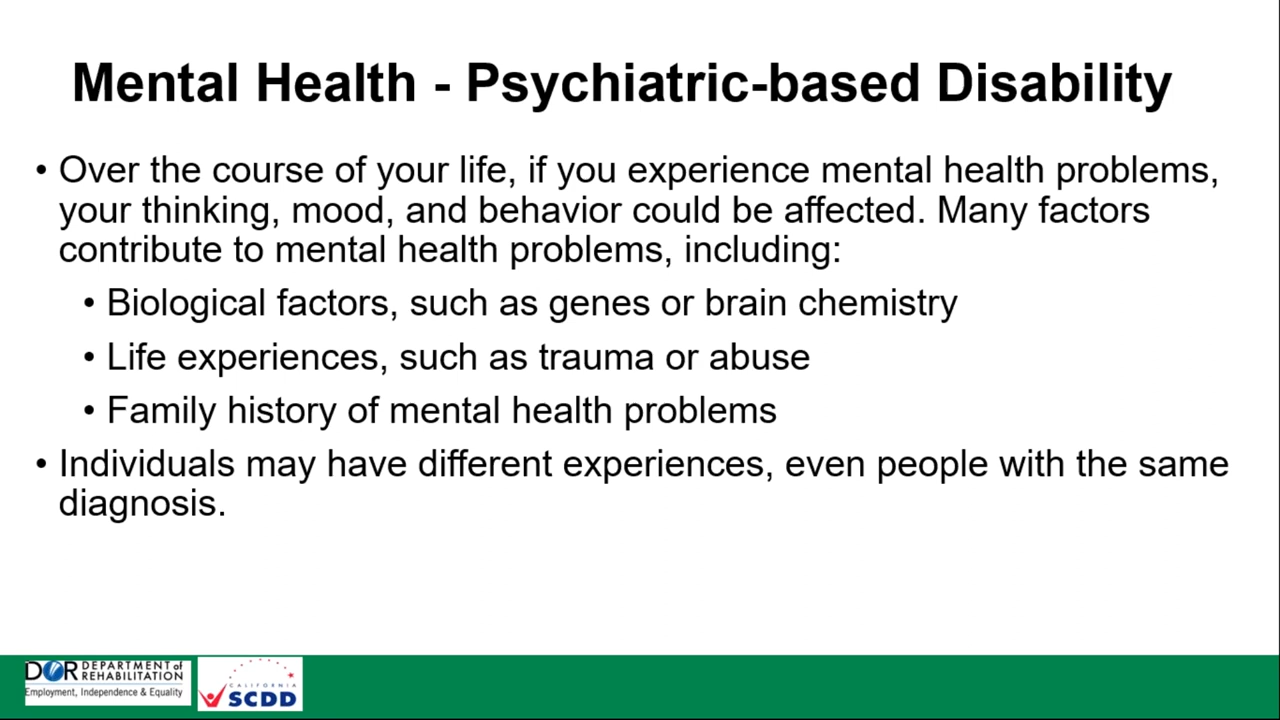 Mental Health - Psychiatric-based Disability
• Over the course of your life, if you experience mental health problems,
your thinking, mood, and behavior could be affected. Many factors
contribute to mental health problems, including:
• Biological factors, such as genes or brain chemistry
• Life experiences, such as trauma or abuse
• Family history of mental health problems
• Individuals may have different experiences, even people with the same
diagnosis.
DOR DEPARTMENT of
REHABILITATION
Employment, Independence & Equality
CALIFORNIA
SCDD